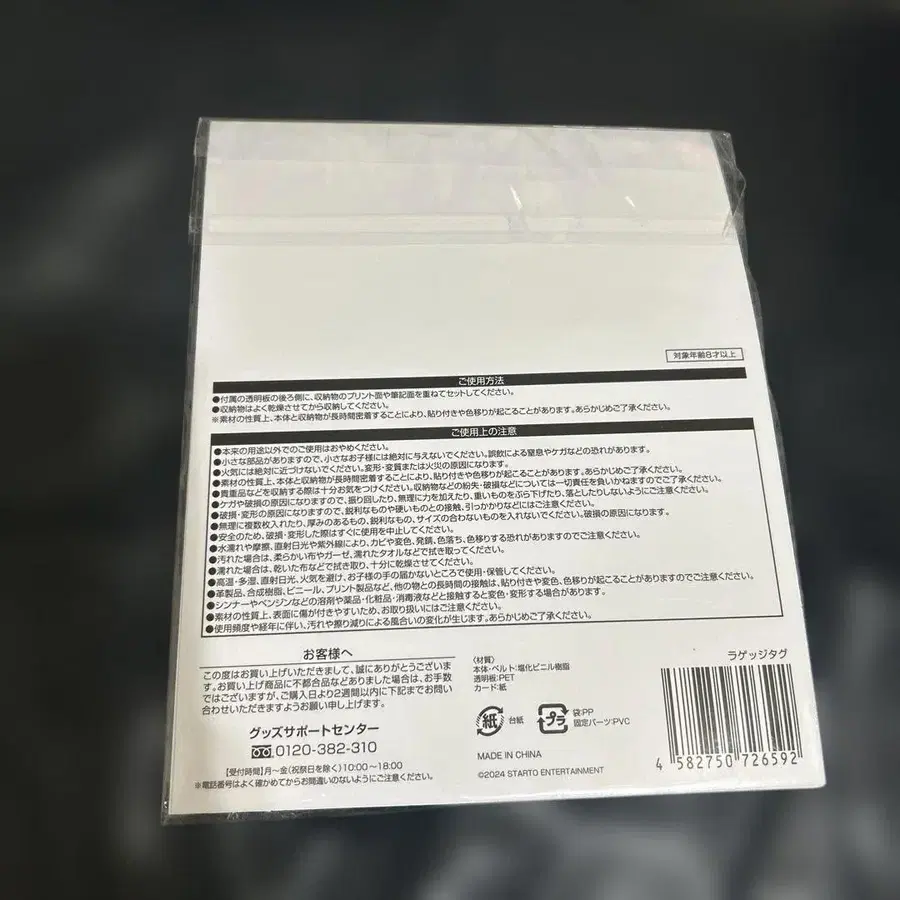 対象年齢8才以上
ご使用方法
●付属の透明板の後ろ側に、収納物のプリント面や筆記面を重ねてセットしてください。
●収納物はよく乾燥させてから収納してください。
※素材の性質上、本体と収納物が長時間密着することにより、貼り付きや色移りが起こることがあります。あらかじめご了承ください。
ご使用上の注意
●本来の用途以外でのご使用はおやめください。
●小さな部品がありますので、小さなお子様には絶対に与えないでください。誤飲による窒息やケガなどの恐れがあります。
●火気には絶対に近づけないでください。変形・変質または火災の原因になります。
●素材の性質上、本体と収納物が長時間密着することにより、貼り付きや色移りが起こることがあります。あらかじめご了承ください。
●貴重品などを収納する際は十分お気をつけください。収納物などの紛失・破損などについては一切責任を負いかねますのでご了承ください。
●ケガや破損の原因になりますので、振り回したり、無理に力を加えたり、重いものをぶら下げたり、落としたりしないようにご注意ください。
●破損・変形の原因になりますので、鋭利なものや硬いものとの接触、引っかかりなどにはご注意ください。
●無理に複数枚入れたり、厚みのあるもの、鋭利なもの、サイズの合わないものを入れないでください。破損の原因になります。
●安全のため、破損・変形した際はすぐに使用を中止してください。
●水濡れや摩擦、直射日光や紫外線により、カビや変色、発錆、色落ち、色移りする恐れがありますのでご注意ください。
●汚れた場合は、柔らかい布やガーゼ、濡れたタオルなどで拭き取ってください。
●濡れた場合は、乾いた布などで拭き取り、十分に乾燥させてください。
●高温・多湿、直射日光、火気を避け、お子様の手の届かないところで使用・保管してください。
●革製品、合成樹脂、ビニール、プリント製品など、他の物との長時間の接触は、貼り付きや変色、色移りが起こることがありますのでご注意ください。
●シンナーやベンジンなどの溶剤や薬品・化粧品・消毒液などと接触すると変色・変形する場合があります。
●素材の性質上、表面に傷が付きやすいため、お取り扱いにはご注意ください。
●使用頻度や経年に伴い、汚れや擦り減りによる風合いの変化が生じます。あらかじめご了承ください。
お客様へ
この度はお買い上げいただきまして、誠にありがとうございま
す。お買い上げ商品に不都合品などありました場合は、お手数
ではございますが、ご購入日より2週間以内に下記までお問い
合わせいただきますようお願い申し上げます。
グッズサポートセンター
0120-382-310
【受付時間】月～金(祝祭日を除く)10:00～18:00
※電話番号はよく確かめてからお間違いのないようにおかけください。
〈材質〉
本体・ベルト:塩化ビニル樹脂
透明板:PET
カード:紙
紙 台紙
プラ 袋:PP
固定パーツ:PVC
MADE IN CHINA
©2024 STARTO ENTERTAINMENT
ラゲッジタグ
4 582750 726592